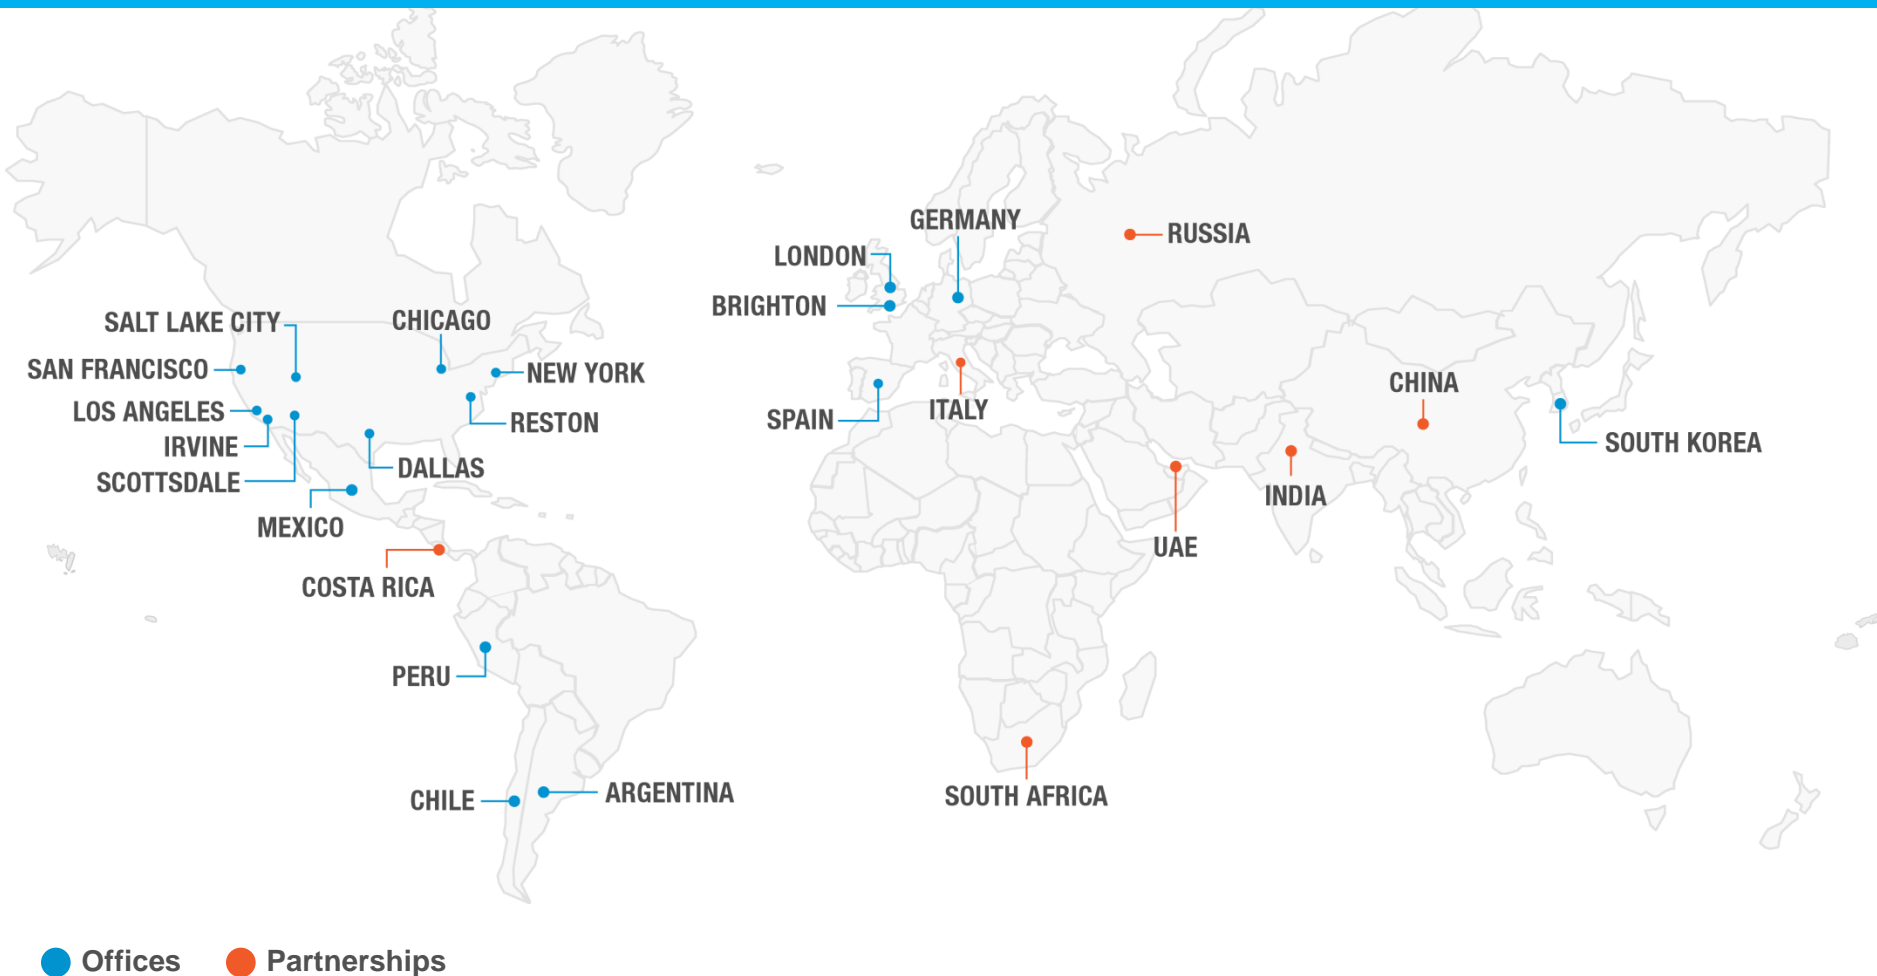 GERMANY
RUSSIA
LONDON
BRIGHTON
SALT LAKE CITY
CHICAGO
SAN FRANCISCO
NEW YORK
CHINA
LOS ANGELES
RESTON
SPAIN
ITALY
IRVINE
SOUTH KOREA
DALLAS
SCOTTSDALE
INDIA
MEXICO
UAE
COSTA RICA
PERU
CHILE
ARGENTINA
SOUTH AFRICA
Offices
Partnerships